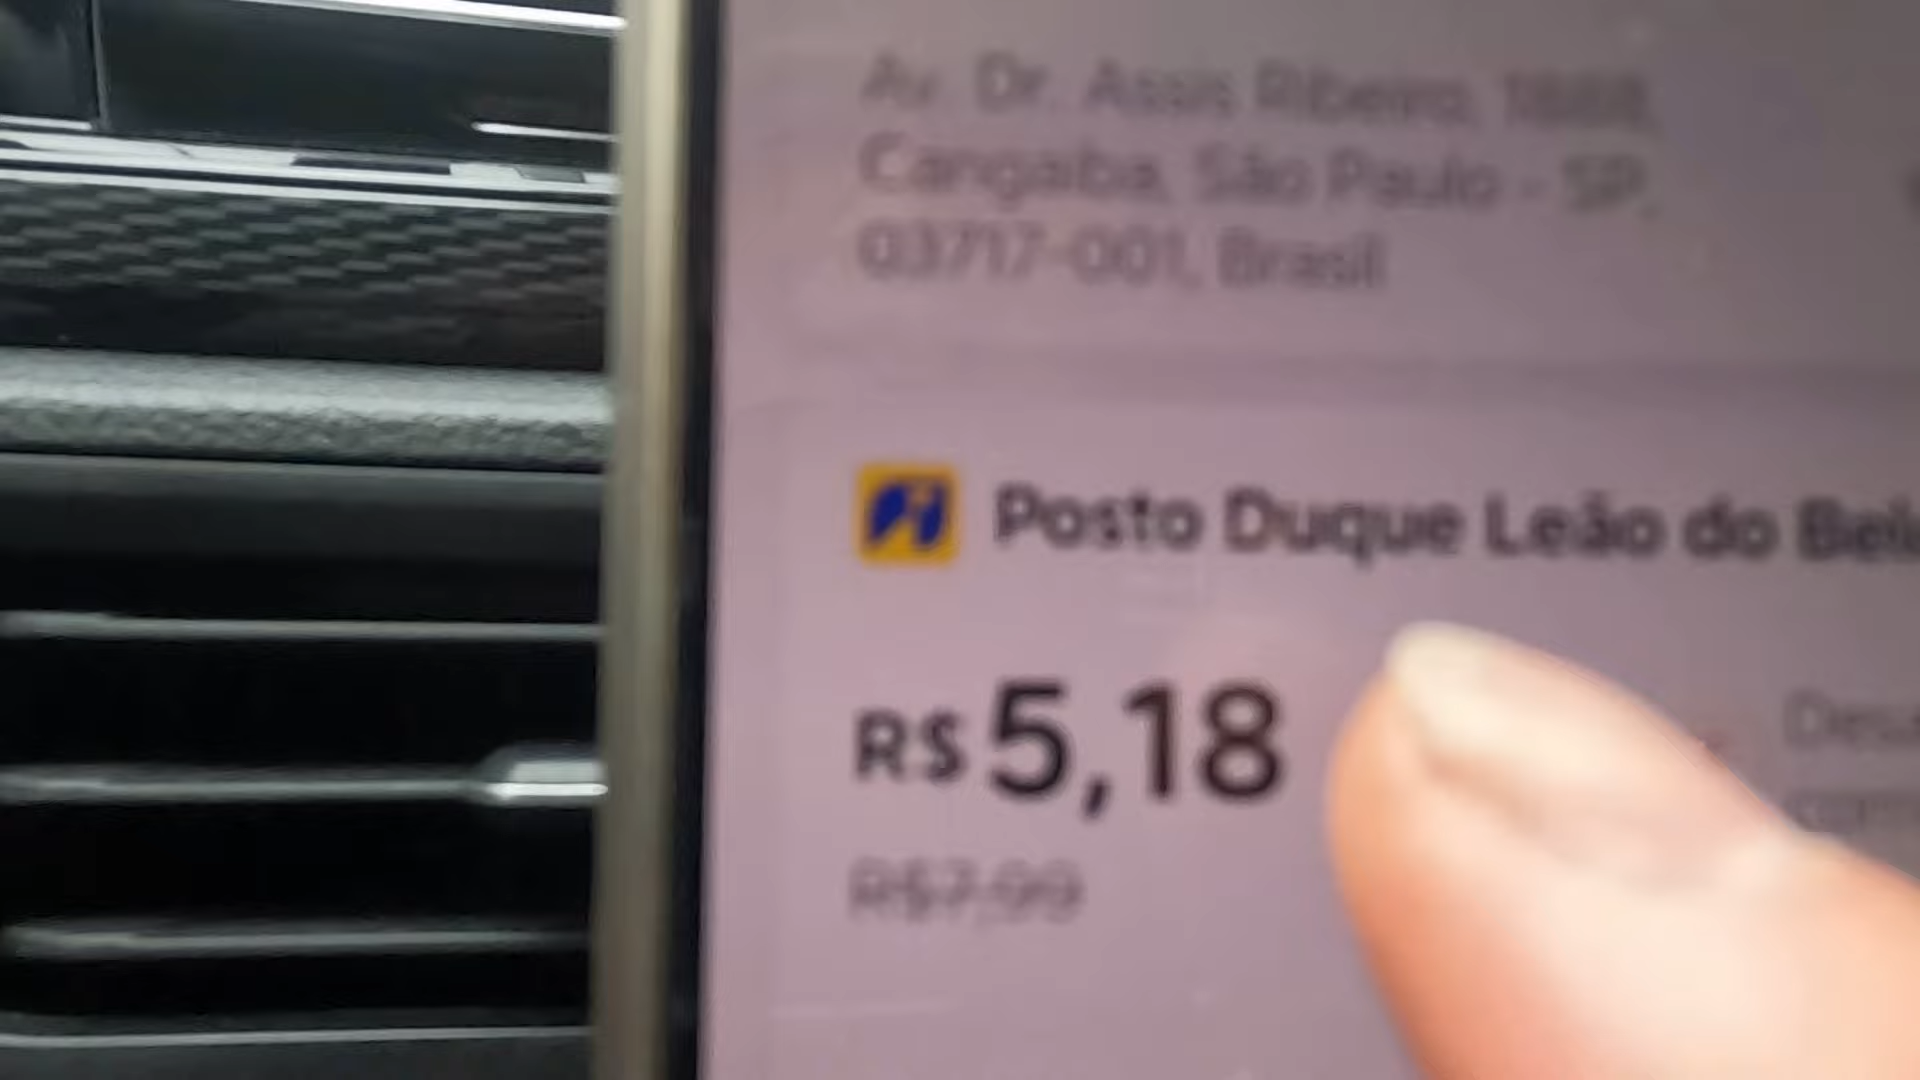 Av. Dr. Assis Ribeiro,
Cangaíba, São Paulo - SP,
03717-001, Brasil
Posto Duque Leão do
R$5,18
R$7,99